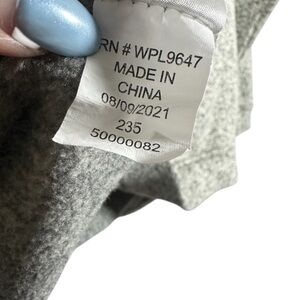 RN # WPL9647
MADE IN
CHINA
08/09/2021
235
50000082